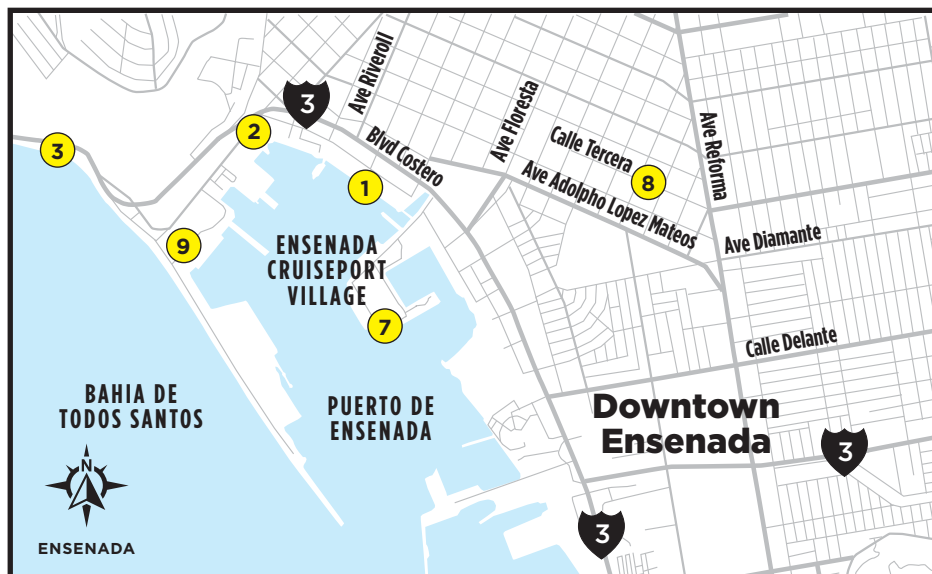 3
Ave Riveroll
2
Ave Floresta
Blvd Costero
Calle Tercera
Ave Reforma
3
1
8
Ave Adolpho Lopez Mateos
9
ENSENADA
CRUISEPORT
VILLAGE
Ave Diamante
7
Calle Delante
BAHIA DE
TODOS SANTOS
PUERTO DE
ENSENADA
Downtown
Ensenada
3
N
3
ENSENADA